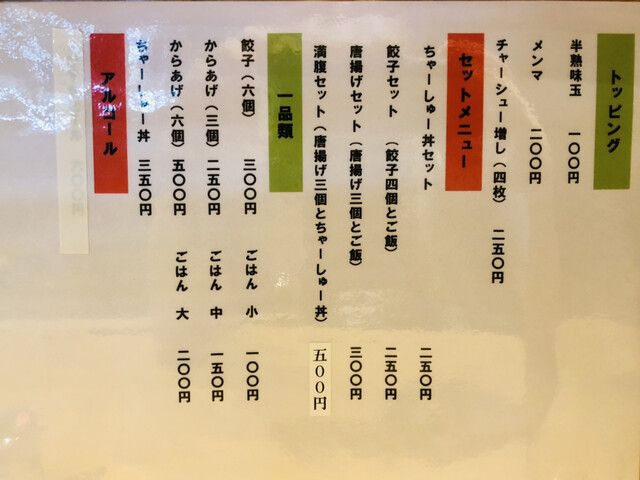 トッピング
半熟味玉 一〇〇円
メンマ 二〇〇円
チャーシュー増し(四枚) 二五〇円
セットメニュー
ちゃーしゅー丼セット 二五〇円
餃子セット (餃子四個とご飯) 二五〇円
唐揚げセット(唐揚げ三個とご飯) 三〇〇円
満腹セット(唐揚げ三個とちゃーしゅー丼) 五〇〇円
一品類
餃子(六個) 三〇〇円 ごはん 小 一〇〇円
からあげ(三個) 二五〇円 ごはん 中 一五〇円
からあげ(六個) 五〇〇円 ごはん 大 二〇〇円
ちゃーしゅー丼 三五〇円
アルコール